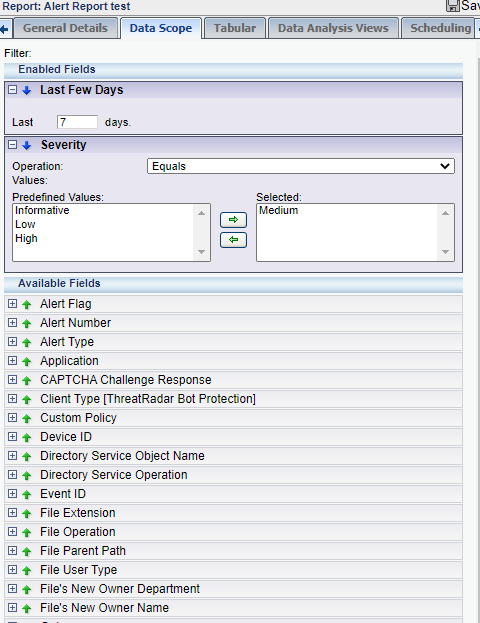 Report: Alert Report test
Sav
General Details
Data Scope
Tabular
Data Analysis Views
Scheduling
Filter:
Enabled Fields
Last Few Days
Last 7 days.
Severity
Operation: Equals
Values:
Predefined Values: Selected:
Informative Medium
Low
High
Available Fields
Alert Flag
Alert Number
Alert Type
Application
CAPTCHA Challenge Response
Client Type [ThreatRadar Bot Protection]
Custom Policy
Device ID
Directory Service Object Name
Directory Service Operation
Event ID
File Extension
File Operation
File Parent Path
File User Type
File's New Owner Department
File's New Owner Name